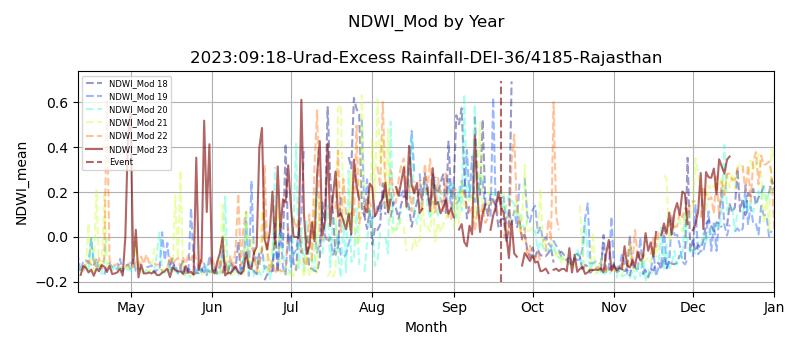 NDWI_Mod by Year
2023:09:18-Urad-Excess Rainfall-DEI-36/4185-Rajasthan
NDWI_Mod 18
NDWI_Mod 19
NDWI_Mod 20
NDWI_Mod 21
NDWI_Mod 22
NDWI_Mod 23
Event
0.6
0.4
0.2
0.0
−0.2
NDWI_mean
May
Jun
Jul
Aug
Sep
Oct
Nov
Dec
Jan
Month